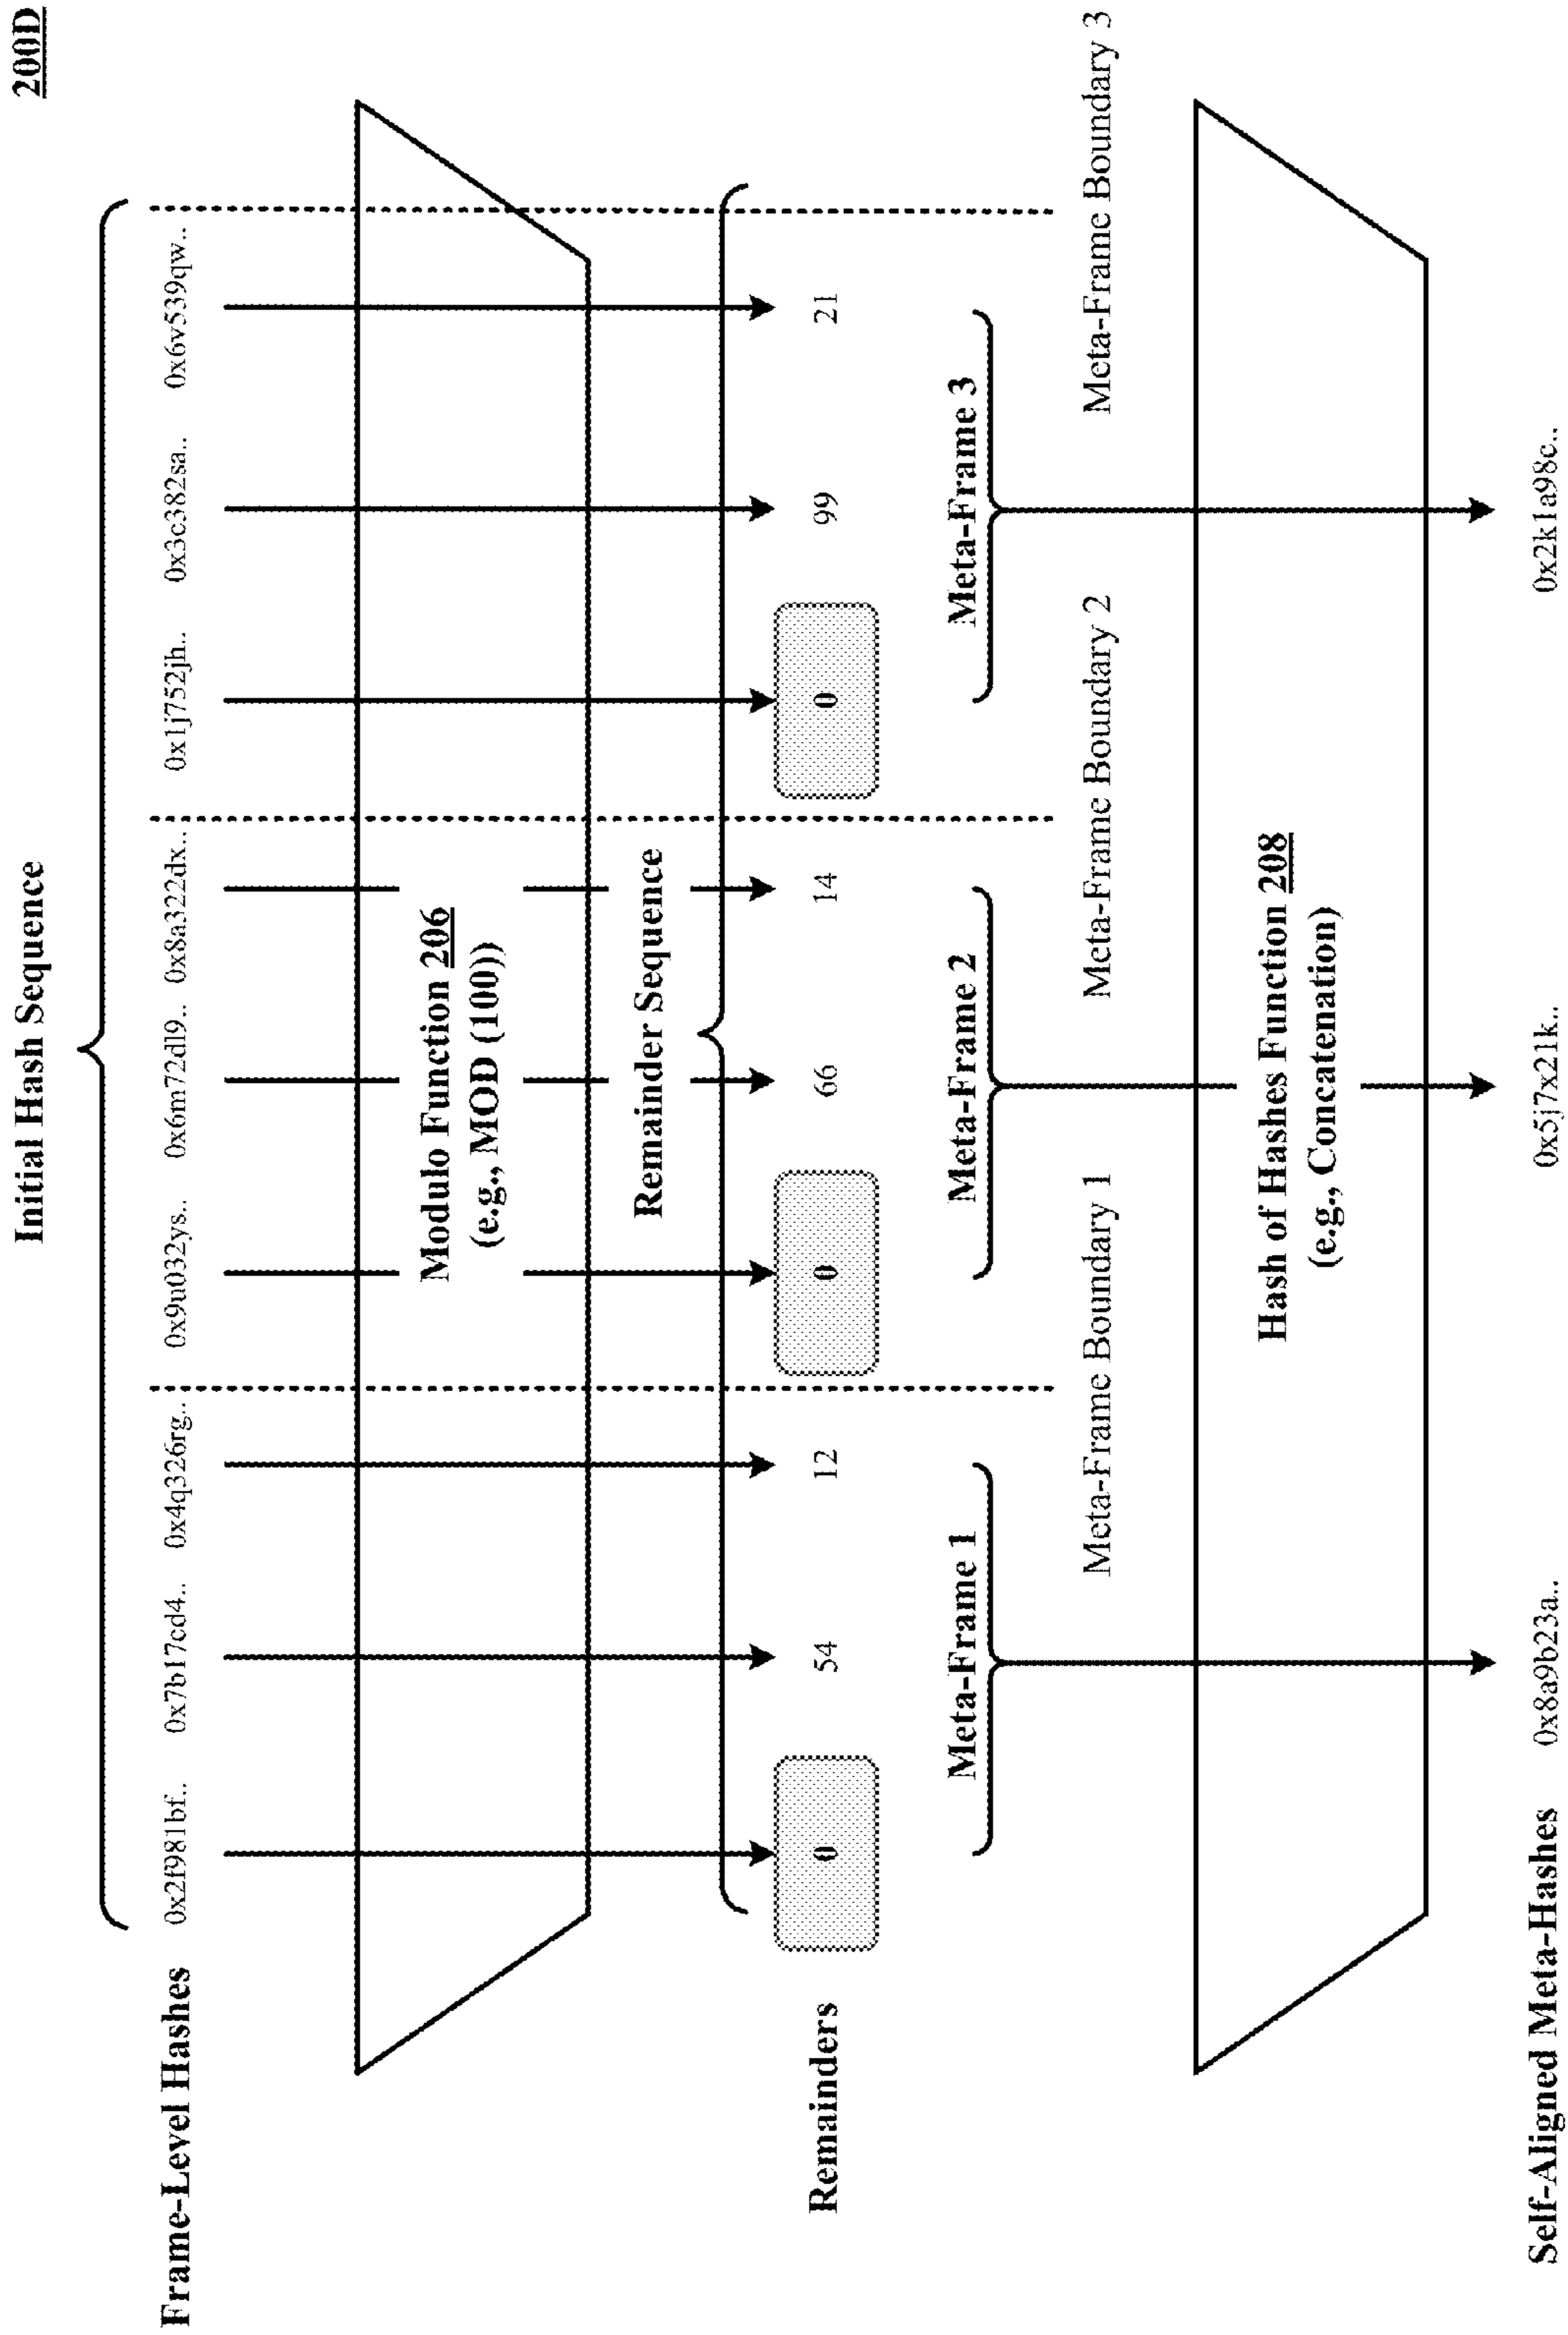 200D
Initial Hash Sequence
Frame-Level Hashes 0x2f981bf.. 0x7b17cd4.. 0x4q326rg.. 0x9u032ys.. 0x6m72dl9.. 0x8a322dx.. 0x1j752jh.. 0x3c382sa.. 0x6v539qw..
Modulo Function 206
(e.g., MOD (100))
Remainder Sequence
Remainders 0 54 12 0 66 14 0 99 21
Meta-Frame 1 Meta-Frame 2 Meta-Frame 3
Meta-Frame Boundary 1 Meta-Frame Boundary 2 Meta-Frame Boundary 3
Hash of Hashes Function 208
(e.g., Concatenation)
Self-Aligned Meta-Hashes 0x8a9b23a.. 0x5j7x21k.. 0x2k1a98c..